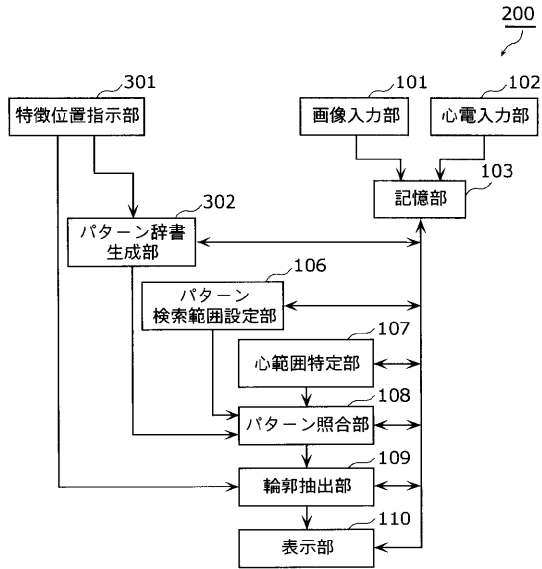 200
301
特徴位置指示部
101
画像入力部
102
心電入力部
103
記憶部
302
パターン辞書
生成部
106
パターン
検索範囲設定部
107
心範囲特定部
108
パターン照合部
109
輪郭抽出部
110
表示部